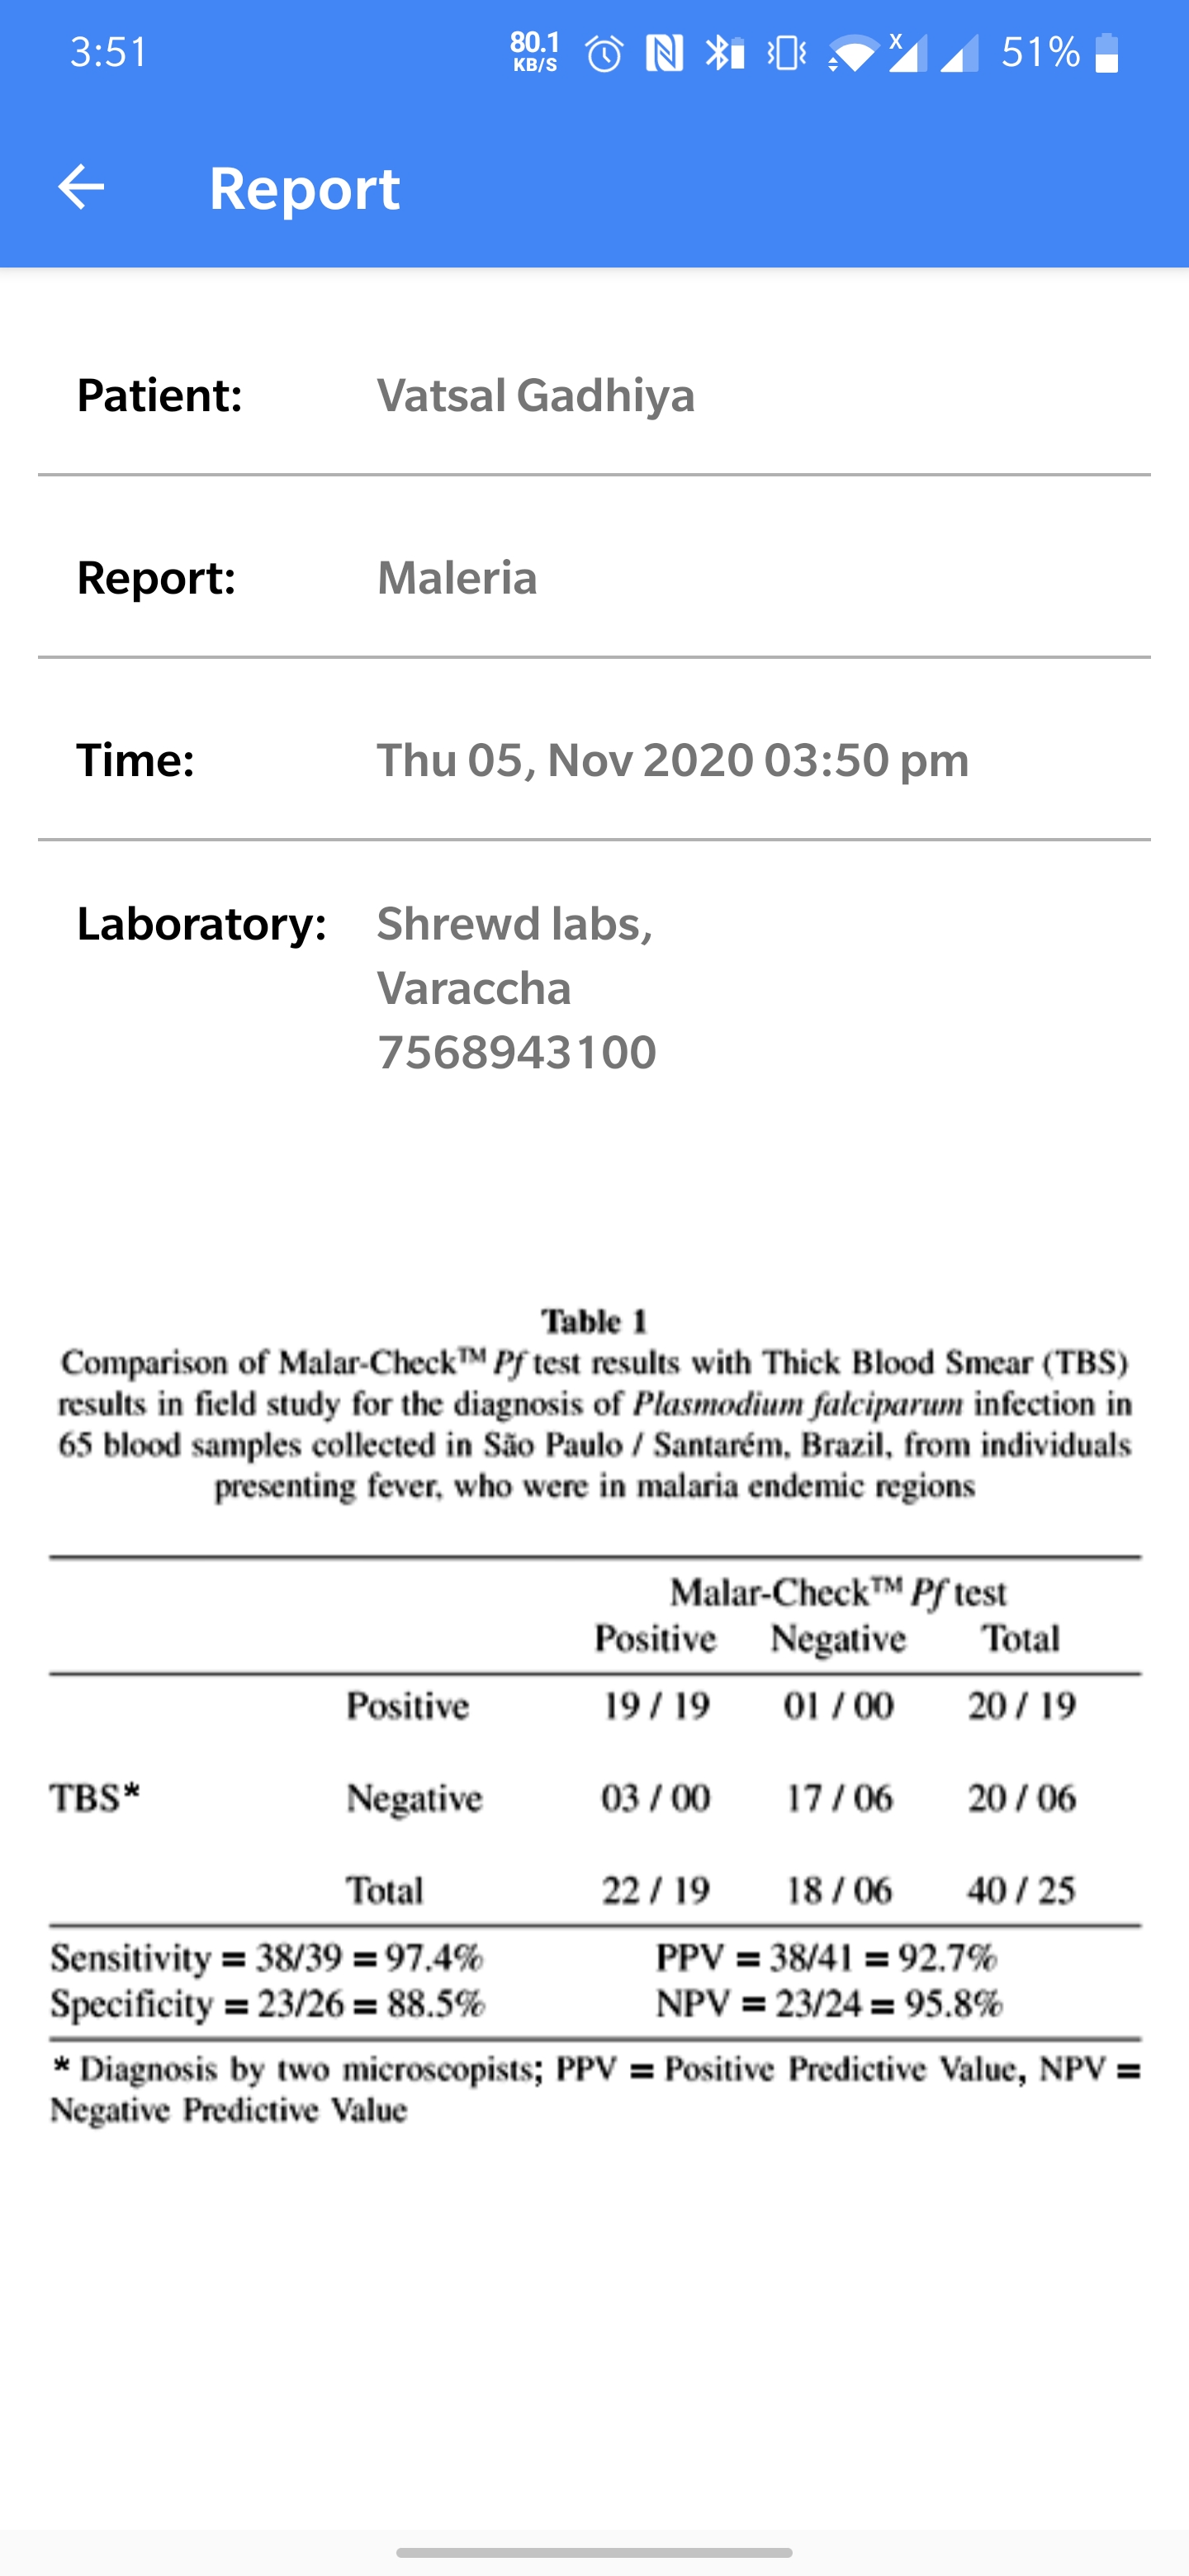 3:51 80.1 KB/S X 51%
Report
Patient: Vatsal Gadhiya
Report: Maleria
Time: Thu 05, Nov 2020 03:50 pm
Laboratory: Shrewd labs,
Varaccha
7568943100
Table 1
Comparison of Malar-Check™ Pf test results with Thick Blood Smear (TBS)
results in field study for the diagnosis of Plasmodium falciparum infection in
65 blood samples collected in São Paulo / Santarém, Brazil, from individuals
presenting fever, who were in malaria endemic regions
Malar-Check™ Pf test
Positive Negative Total
Positive 19 / 19 01 / 00 20 / 19
TBS* Negative 03 / 00 17 / 06 20 / 06
Total 22 / 19 18 / 06 40 / 25
Sensitivity = 38/39 = 97.4% PPV = 38/41 = 92.7%
Specificity = 23/26 = 88.5% NPV = 23/24 = 95.8%
* Diagnosis by two microscopists; PPV = Positive Predictive Value, NPV =
Negative Predictive Value